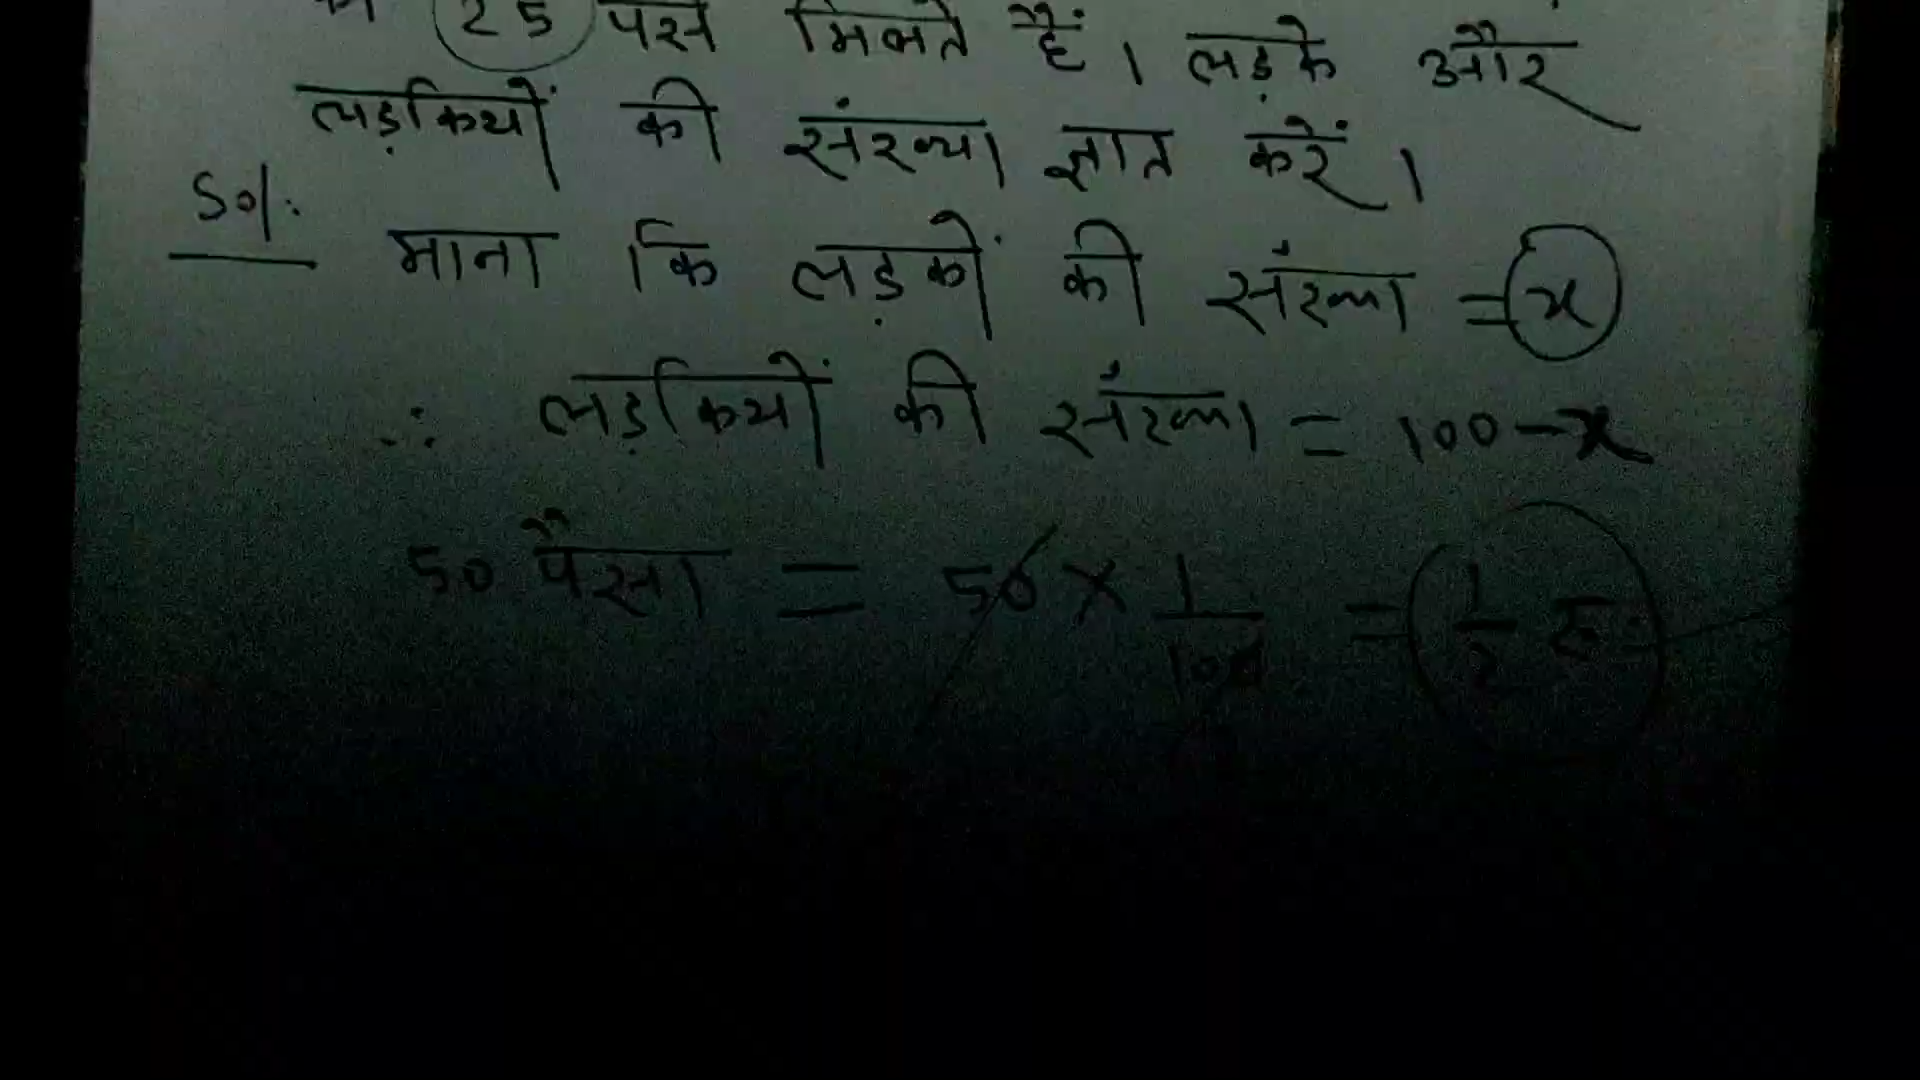 25 पैसे मिलते हैं। लड़के और
लड़कियों की संख्या ज्ञात करें।
Sol:
माना कि लड़कों की संख्या = x
∴ लड़कियों की संख्या = 100 - x
50 पैसा = 50 × 1/100 = 1/2 रु.